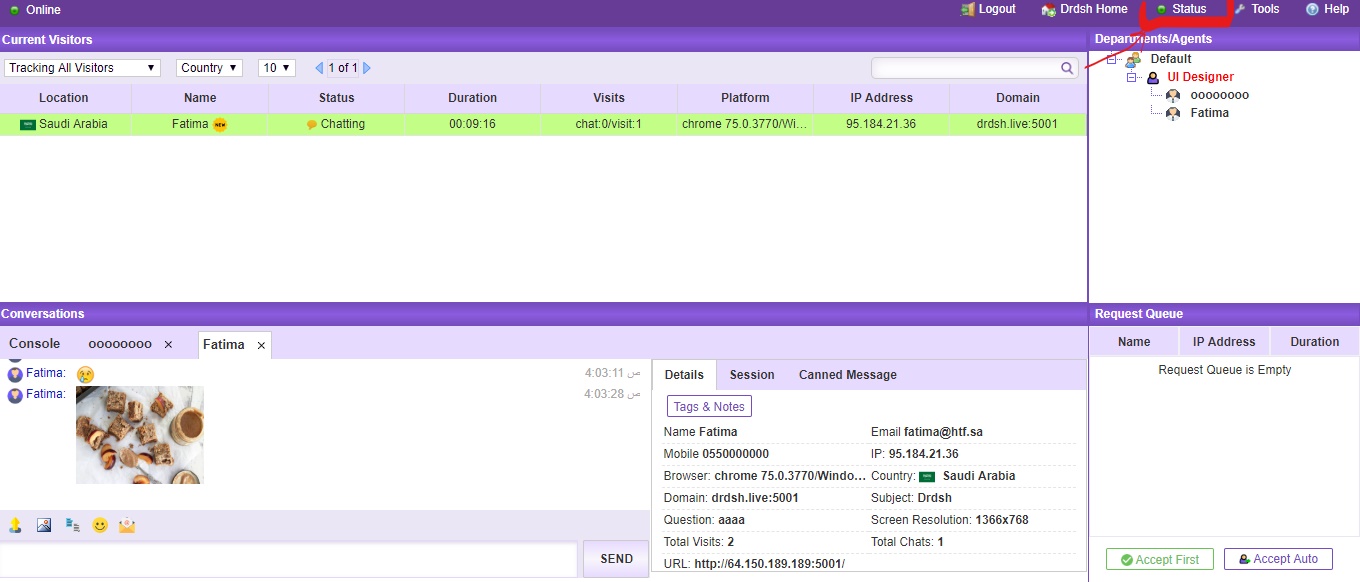 Online Logout Drdsh Home Status Tools Help
Current Visitors
Tracking All Visitors ▼ Country ▼ 10 ▼ 1 of 1
Location Name Status Duration Visits Platform IP Address Domain
Saudi Arabia Fatima NEW Chatting 00:09:16 chat:0/visit:1 chrome 75.0.3770/Wi... 95.184.21.36 drdsh.live:5001
Departments/Agents
Default
UI Designer
oooooooo
Fatima
Conversations
Console oooooooo × Fatima ×
Fatima: 4:03:11 ص
Fatima: 4:03:28 ص
SEND
Details Session Canned Message
Tags & Notes
Name Fatima Email fatima@htf.sa
Mobile 0550000000 IP: 95.184.21.36
Browser: chrome 75.0.3770/Windo... Country: Saudi Arabia
Domain: drdsh.live:5001 Subject: Drdsh
Question: aaaa Screen Resolution: 1366x768
Total Visits: 2 Total Chats: 1
URL: http://64.150.189.189:5001/
Request Queue
Name IP Address Duration
Request Queue is Empty
Accept First Accept Auto